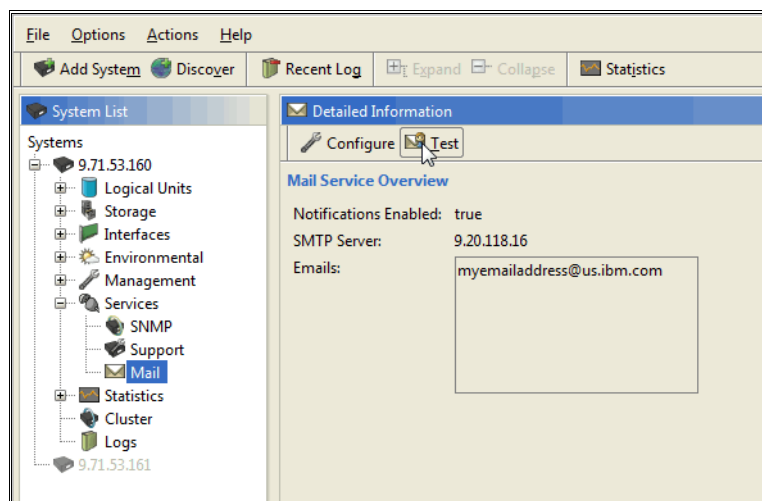 File Options Actions Help
Add System Discover Recent Log Expand Collapse Statistics
System List
Systems
9.71.53.160
Logical Units
Storage
Interfaces
Environmental
Management
Services
SNMP
Support
Mail
Statistics
Cluster
Logs
9.71.53.161
Detailed Information
Configure Test
Mail Service Overview
Notifications Enabled: true
SMTP Server: 9.20.118.16
Emails: myemailaddress@us.ibm.com